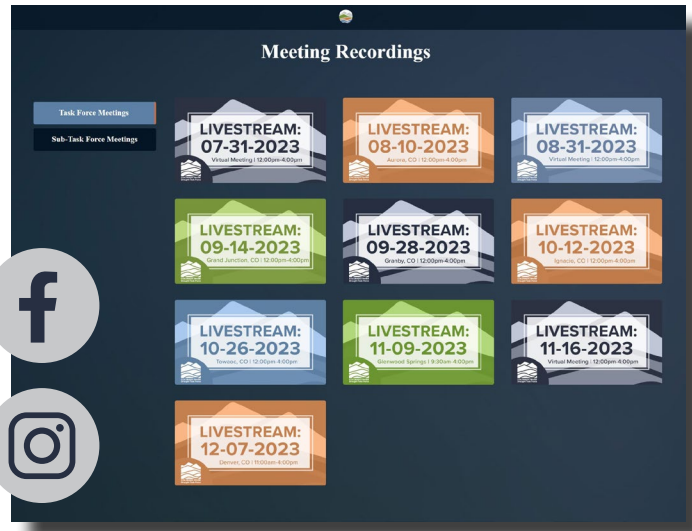 Meeting Recordings
Task Force Meetings
Sub-Task Force Meetings
LIVESTREAM:
07-31-2023
Virtual Meeting | 12:00pm-4:00pm
LIVESTREAM:
08-10-2023
Aurora, CO | 12:00pm-4:00pm
LIVESTREAM:
08-31-2023
Virtual Meeting | 12:00pm-4:00pm
LIVESTREAM:
09-14-2023
Grand Junction, CO | 12:00pm-4:00pm
LIVESTREAM:
09-28-2023
Granby, CO | 12:00pm-4:00pm
LIVESTREAM:
10-12-2023
Ignacio, CO | 12:00pm-4:00pm
LIVESTREAM:
10-26-2023
Towaoc, CO | 12:00pm-4:00pm
LIVESTREAM:
11-09-2023
Glenwood Springs | 9:30am-4:00pm
LIVESTREAM:
11-16-2023
Virtual Meeting | 12:00pm-4:00pm
LIVESTREAM:
12-07-2023
Denver, CO | 11:00am-4:00pm